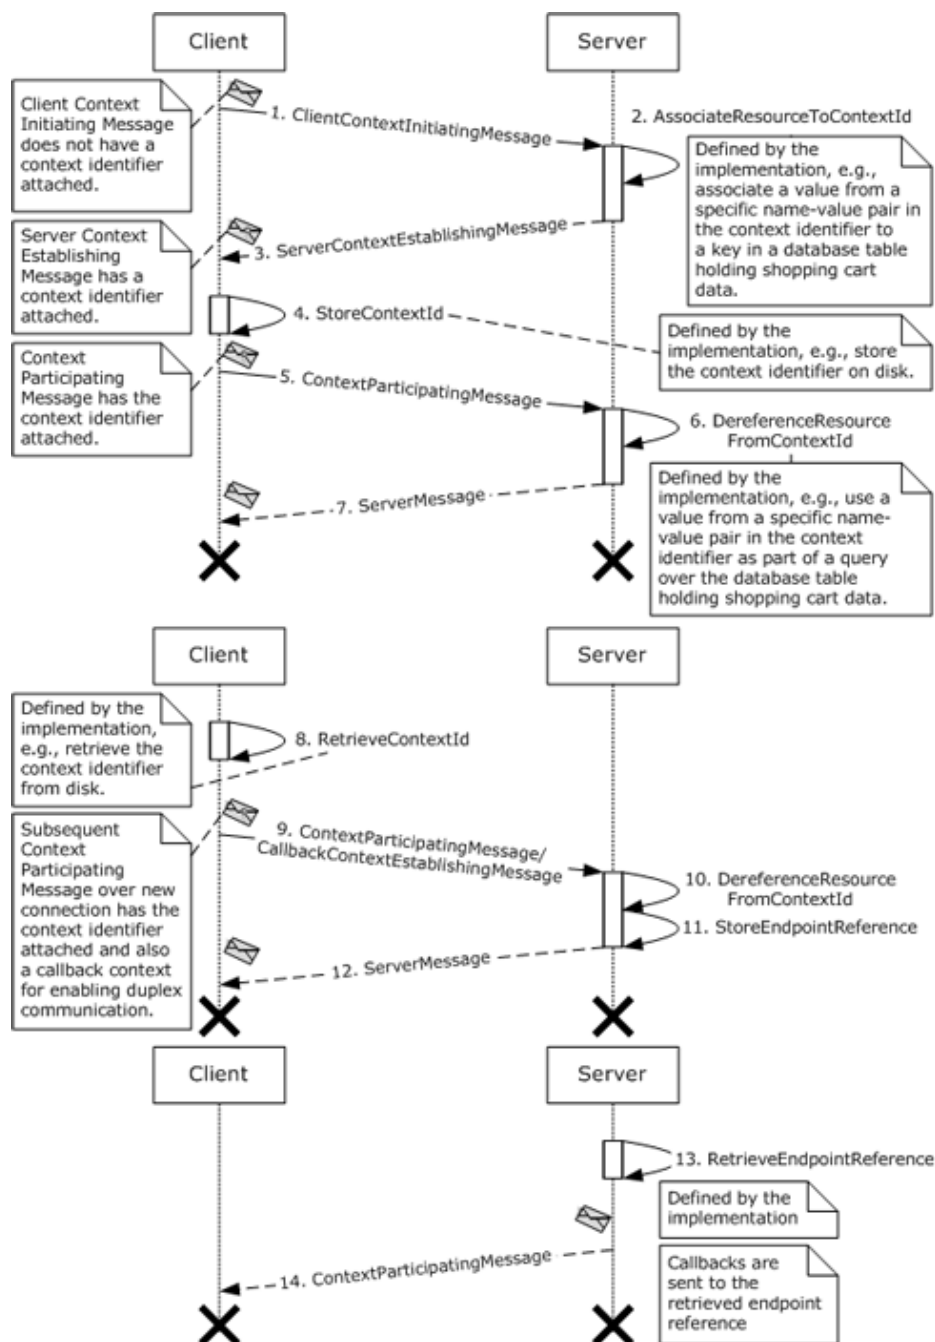 Client
Server
Client Context
Initiating Message
does not have a
context identifier
attached.
1. ClientContextInitiatingMessage
2. AssociateResourceToContextId
Defined by the
implementation, e.g.,
associate a value from a
specific name-value pair in
the context identifier to
a key in a database table
holding shopping cart
data.
Server Context
Establishing
Message has a
context identifier
attached.
3. ServerContextEstablishingMessage
4. StoreContextId
Defined by the
implementation, e.g., store
the context identifier on disk.
Context
Participating
Message has the
context identifier
attached.
5. ContextParticipatingMessage
6. DereferenceResource
FromContextId
Defined by the
implementation, e.g., use a
value from a specific name-
value pair in the context
identifier as part of a query
over the database table
holding shopping cart data.
7. ServerMessage
Client
Server
Defined by the
implementation,
e.g., retrieve the
context identifier
from disk.
8. RetrieveContextId
Subsequent
Context
Participating
Message over new
connection has the
context identifier
attached and also
a callback context
for enabling duplex
communication.
9. ContextParticipatingMessage/
CallbackContextEstablishingMessage
10. DereferenceResource
FromContextId
11. StoreEndpointReference
12. ServerMessage
Client
Server
13. RetrieveEndpointReference
Defined by the
implementation
14. ContextParticipatingMessage
Callbacks are
sent to the
retrieved endpoint
reference